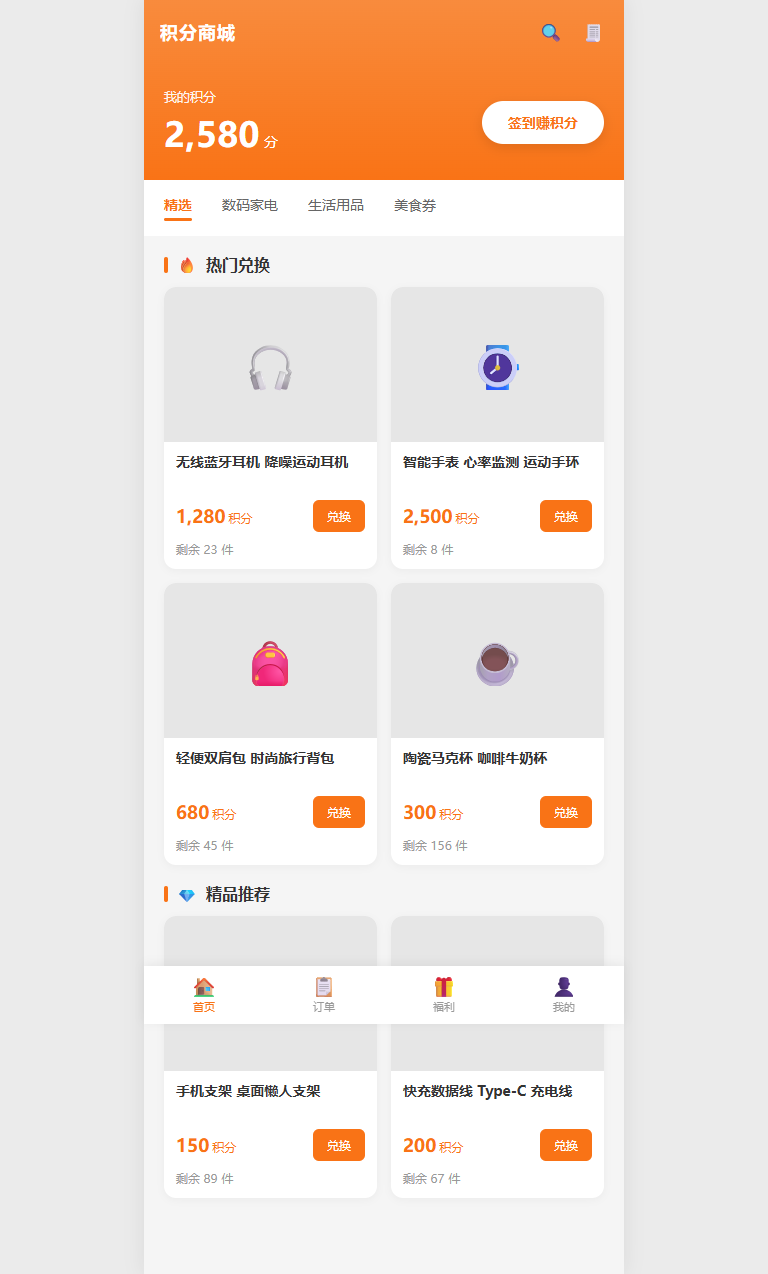 积分商城
我的积分
2,580 分
签到赚积分
精选 数码家电 生活用品 美食券
热门兑换
无线蓝牙耳机 降噪运动耳机
1,280 积分 兑换
剩余 23 件
智能手表 心率监测 运动手环
2,500 积分 兑换
剩余 8 件
轻便双肩包 时尚旅行背包
680 积分 兑换
剩余 45 件
陶瓷马克杯 咖啡牛奶杯
300 积分 兑换
剩余 156 件
精品推荐
首页 订单 福利 我的
手机支架 桌面懒人支架
150 积分 兑换
剩余 89 件
快充数据线 Type-C 充电线
200 积分 兑换
剩余 67 件